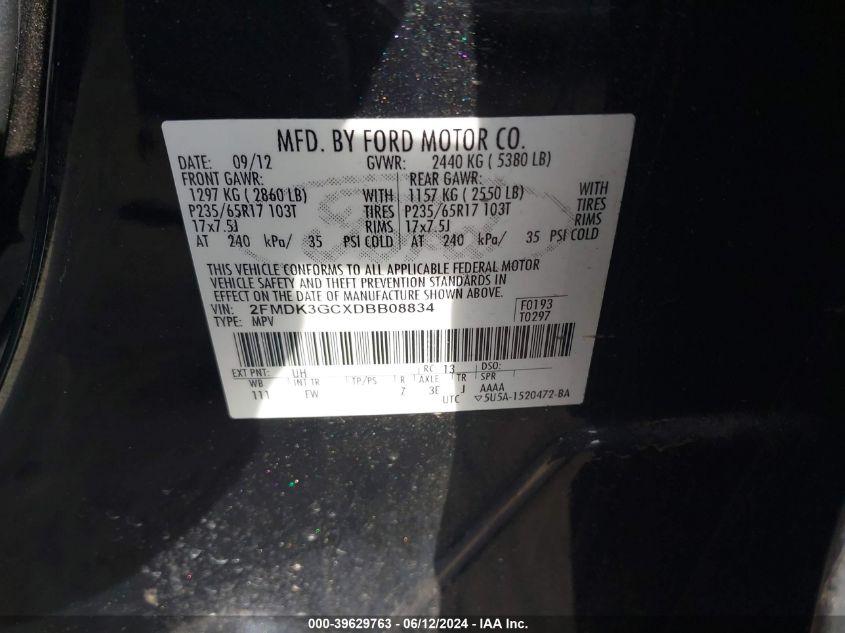 MFD. BY FORD MOTOR CO.
DATE: 09/12 GVWR: 2440 KG ( 5380 LB)
FRONT GAWR: REAR GAWR:
1297 KG ( 2860 LB) WITH 1157 KG ( 2550 LB) WITH
P235/65R17 103T TIRES P235/65R17 103T TIRES
17x7.5J RIMS 17x7.5J RIMS
AT 240 kPa/ 35 PSI COLD AT 240 kPa/ 35 PSI COLD
THIS VEHICLE CONFORMS TO ALL APPLICABLE FEDERAL MOTOR
VEHICLE SAFETY AND THEFT PREVENTION STANDARDS IN
EFFECT ON THE DATE OF MANUFACTURE SHOWN ABOVE.
VIN: 2FMDK3GCXDBB08834 F0193
TYPE: MPV T0297
EXT PNT: UH RC: 13 DSO:
WB INT TR TP/PS R AXLE TR SPR
111 FW 7 3E J AAAA
UTC ▽5U5A-1520472-BA
000-39629763 - 06/12/2024 - IAA Inc.